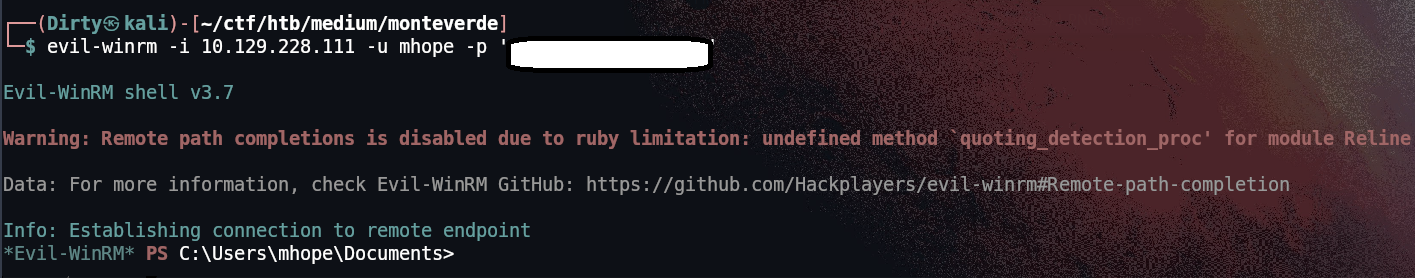 ┌──(Dirty㉿kali)-[~/ctf/htb/medium/monteverde]
└─$ evil-winrm -i 10.129.228.111 -u mhope -p ' '
Evil-WinRM shell v3.7
Warning: Remote path completions is disabled due to ruby limitation: undefined method `quoting_detection_proc' for module Reline
Data: For more information, check Evil-WinRM GitHub: https://github.com/Hackplayers/evil-winrm#Remote-path-completion
Info: Establishing connection to remote endpoint
*Evil-WinRM* PS C:\Users\mhope\Documents>